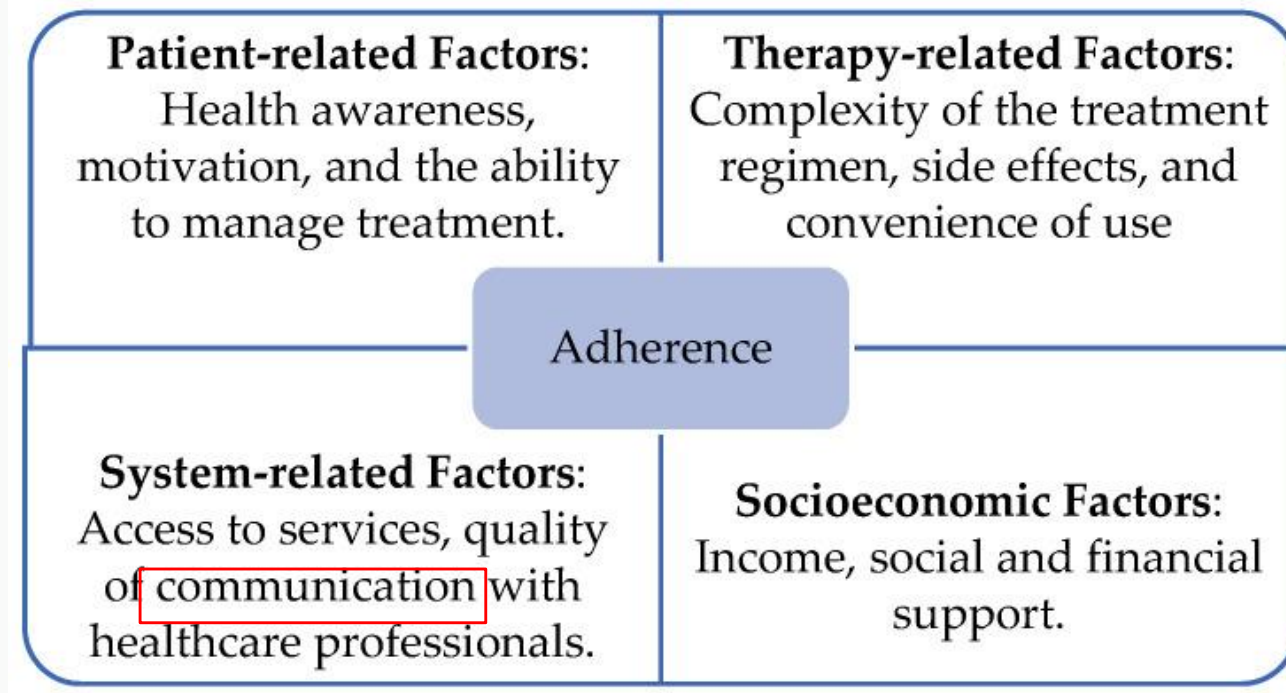 Patient-related Factors:
Health awareness,
motivation, and the ability
to manage treatment.
Therapy-related Factors:
Complexity of the treatment
regimen, side effects, and
convenience of use
Adherence
System-related Factors:
Access to services, quality
of communication with
healthcare professionals.
Socioeconomic Factors:
Income, social and financial
support.